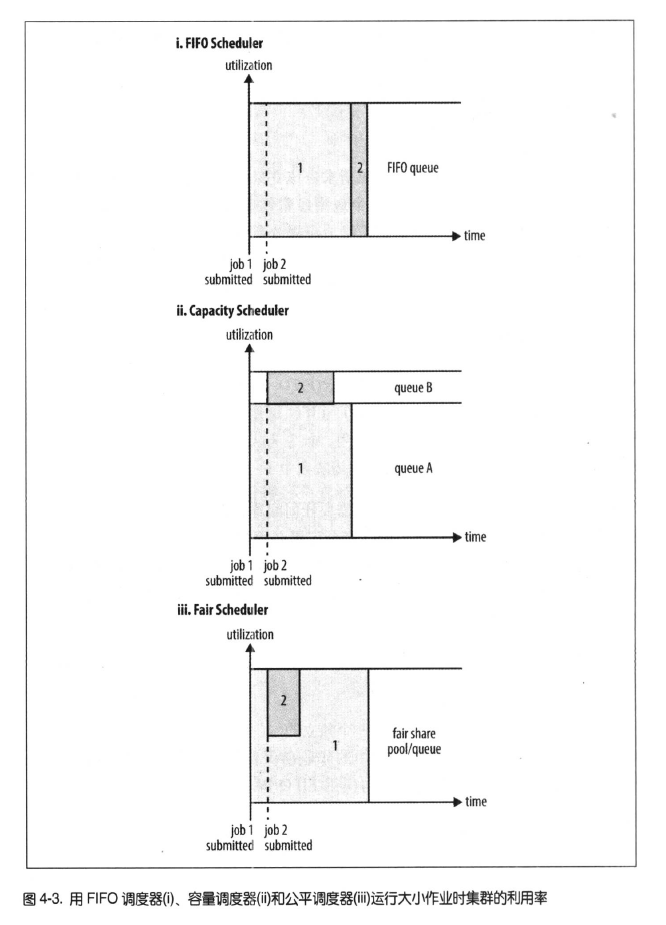 i. FIFO Scheduler
utilization
1
2
FIFO queue
time
job 1 job 2
submitted submitted
ii. Capacity Scheduler
utilization
2
queue B
1
queue A
time
job 1 job 2
submitted submitted
iii. Fair Scheduler
utilization
2
1
fair share
pool/queue
time
job 1 job 2
submitted submitted
图 4-3. 用 FIFO 调度器(i)、容量调度器(ii)和公平调度器(iii)运行大小作业时集群的利用率